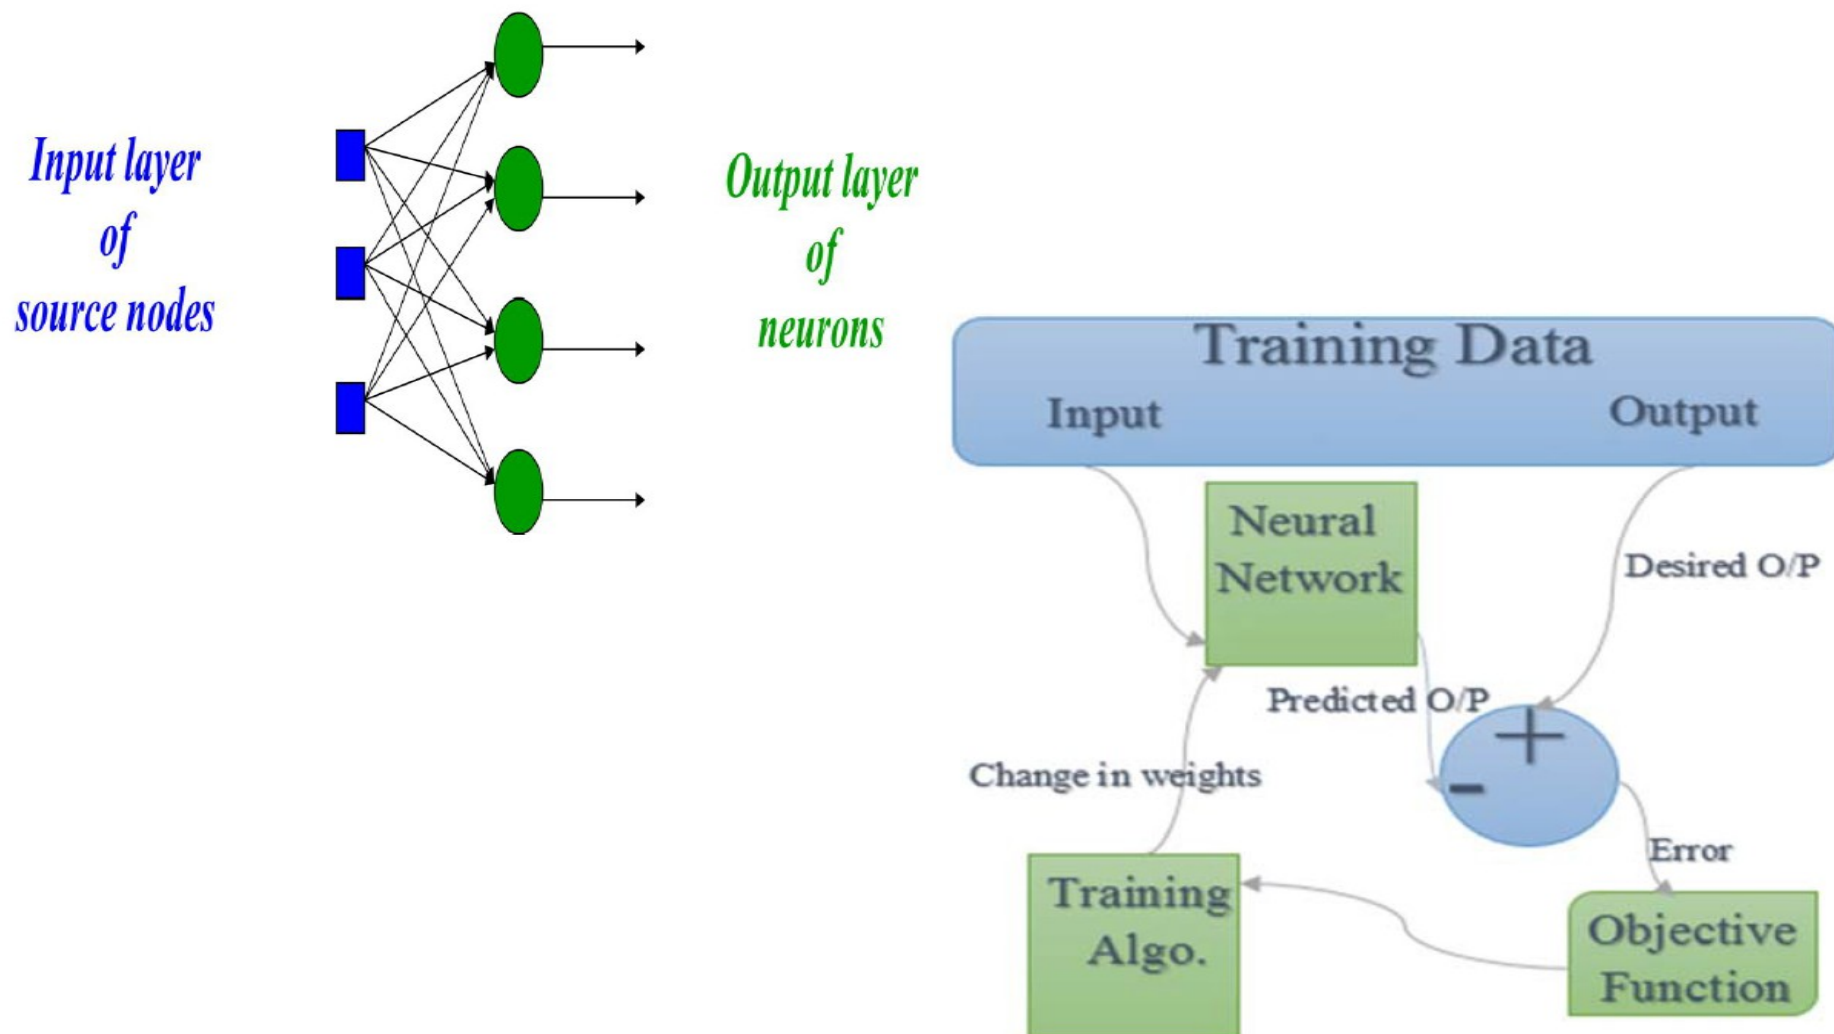 Input layer
of
source nodes
Output layer
of
neurons
Training Data
Input
Output
Neural
Network
Desired O/P
Predicted O/P
+
-
Change in weights
Error
Training
Algo.
Objective
Function